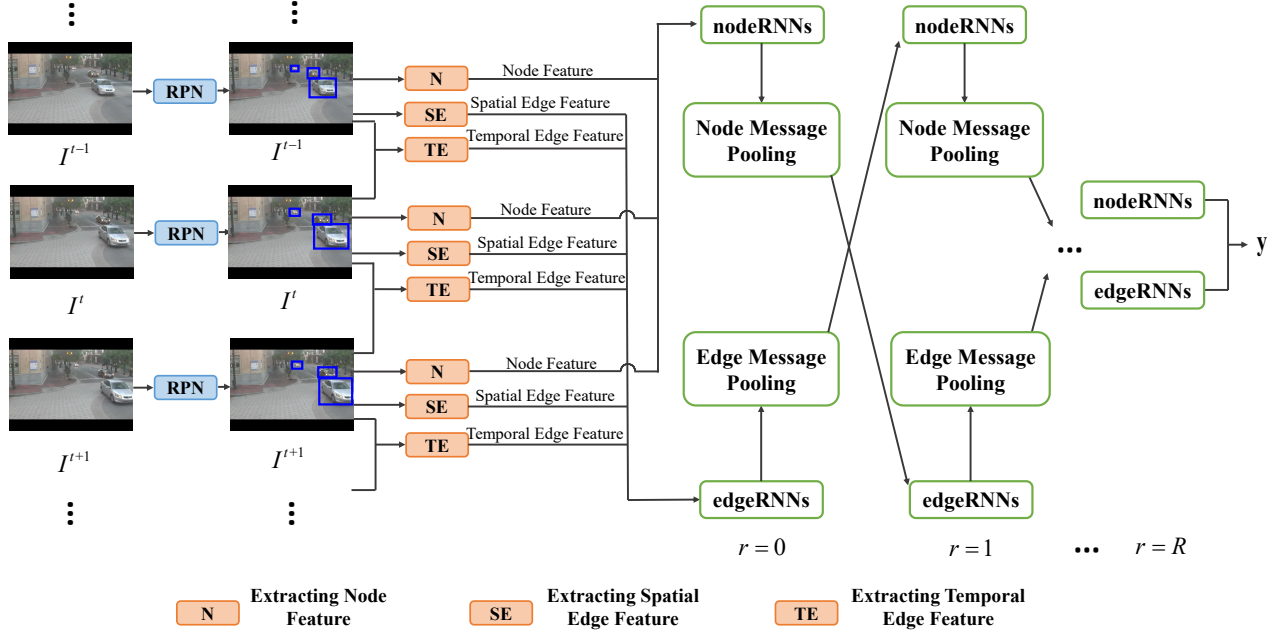 nodeRNNs
nodeRNNs
RPN
N
Node Feature
SE
Spatial Edge Feature
TE
Temporal Edge Feature
Node Message
Pooling
Node Message
Pooling
I^{t-1}
I^{t-1}
RPN
N
Node Feature
SE
Spatial Edge Feature
TE
Temporal Edge Feature
nodeRNNs
...
y
edgeRNNs
I^t
I^t
RPN
N
Node Feature
SE
Spatial Edge Feature
TE
Temporal Edge Feature
Edge Message
Pooling
Edge Message
Pooling
I^{t+1}
I^{t+1}
edgeRNNs
edgeRNNs
r = 0
r = 1
...
r = R
N
Extracting Node
Feature
SE
Extracting Spatial
Edge Feature
TE
Extracting Temporal
Edge Feature